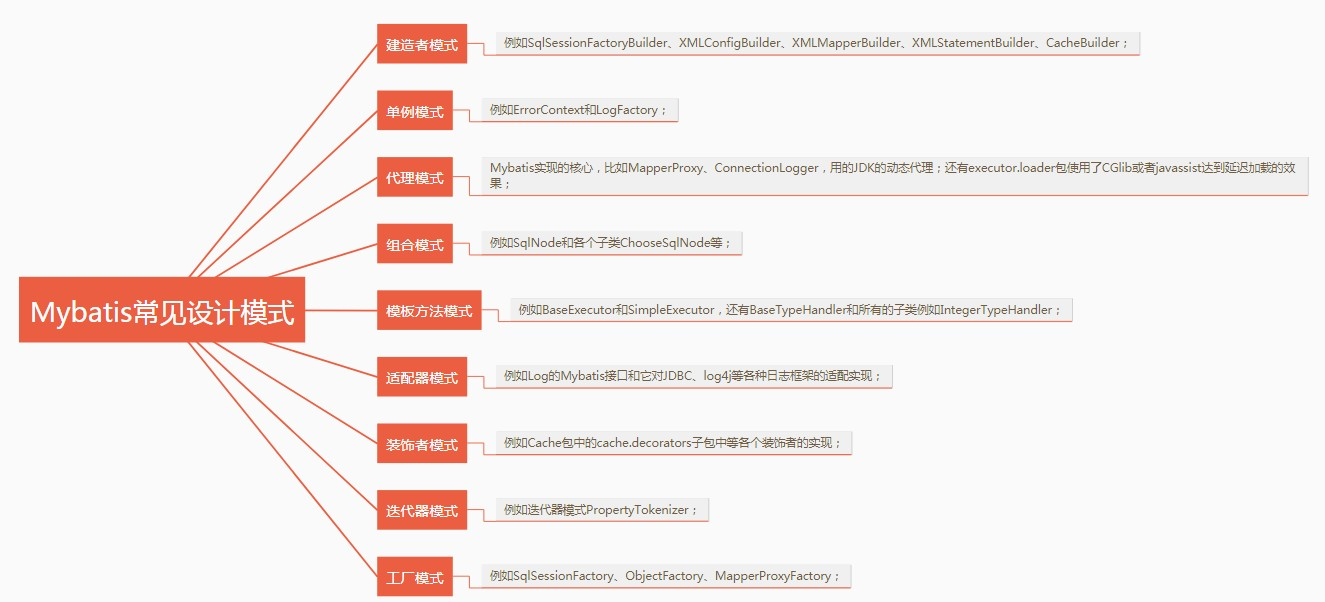 Mybatis常见设计模式
建造者模式
例如SqlSessionFactoryBuilder、XMLConfigBuilder、XMLMapperBuilder、XMLStatementBuilder、CacheBuilder；
单例模式
例如ErrorContext和LogFactory；
代理模式
Mybatis实现的核心，比如MapperProxy、ConnectionLogger，用的JDK的动态代理；还有executor.loader包使用了CGlib或者javassist达到延迟加载的效
果；
组合模式
例如SqlNode和各个子类ChooseSqlNode等；
模板方法模式
例如BaseExecutor和SimpleExecutor，还有BaseTypeHandler和所有的子类例如IntegerTypeHandler；
适配器模式
例如Log的Mybatis接口和它对JDBC、log4j等各种日志框架的适配实现；
装饰者模式
例如Cache包中的cache.decorators子包中等各个装饰者的实现；
迭代器模式
例如迭代器模式PropertyTokenizer；
工厂模式
例如SqlSessionFactory、ObjectFactory、MapperProxyFactory；